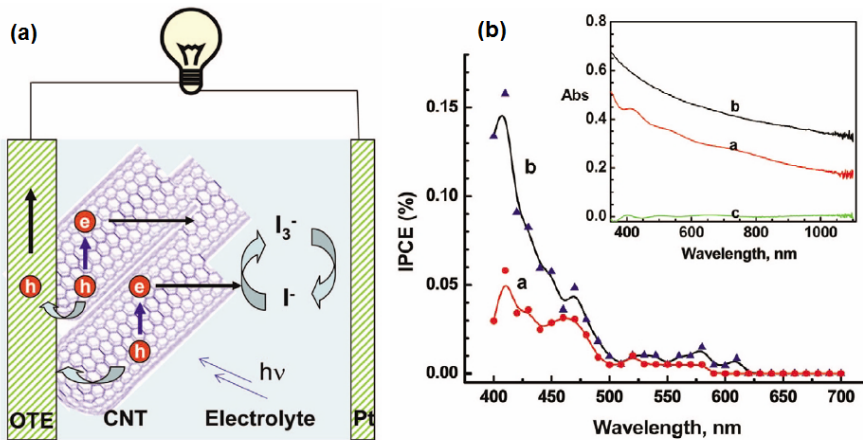 (a)
e
I₃⁻
h
h
e
I⁻
h
hν
OTE
CNT
Electrolyte
Pt
(b)
IPCE (%)
0.15
0.10
0.05
0.00
b
a
400
450
500
550
600
650
700
Wavelength, nm
Abs
0.8
0.6
0.4
0.2
0.0
b
a
c
400
600
800
1000
Wavelength, nm